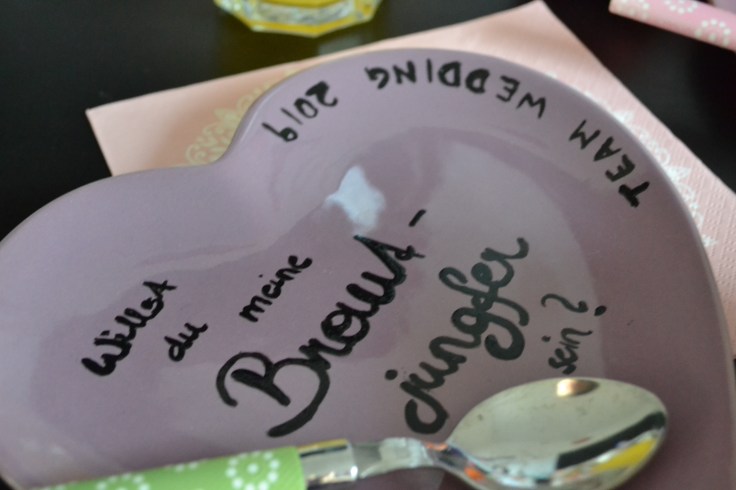 Willst
du meine
Braut-
jungfer
sein?
TEAM WEDDING 2019